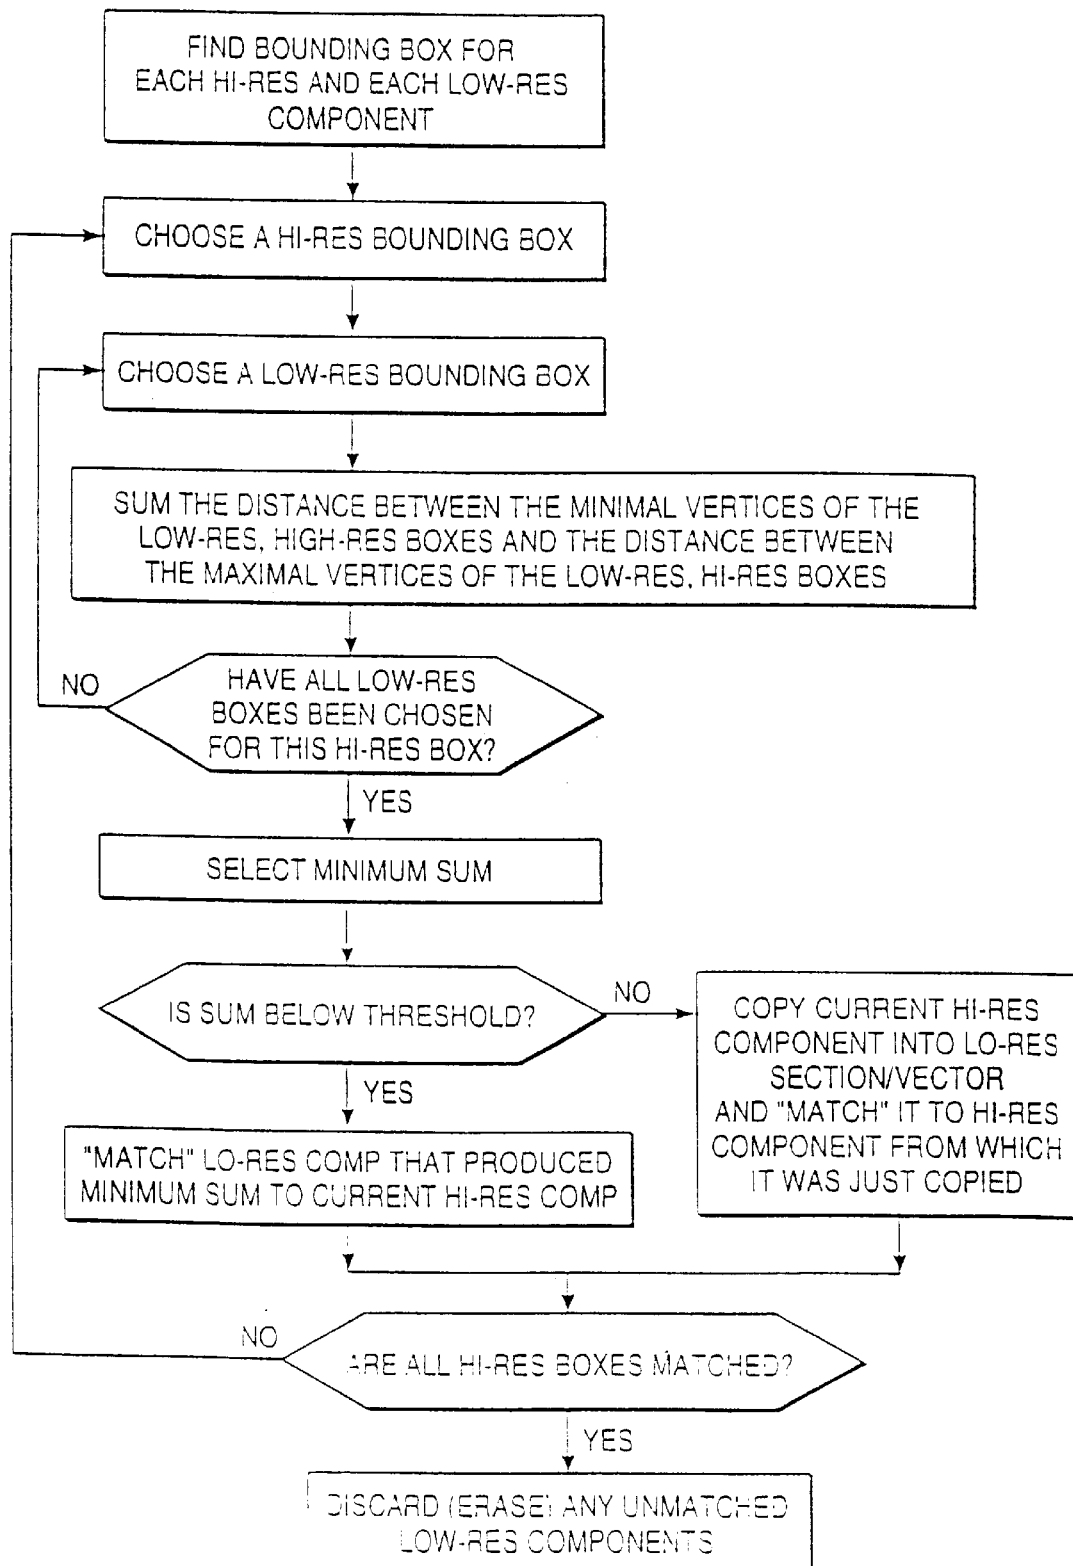 FIND BOUNDING BOX FOR
EACH HI-RES AND EACH LOW-RES
COMPONENT
CHOOSE A HI-RES BOUNDING BOX
CHOOSE A LOW-RES BOUNDING BOX
SUM THE DISTANCE BETWEEN THE MINIMAL VERTICES OF THE
LOW-RES, HIGH-RES BOXES AND THE DISTANCE BETWEEN
THE MAXIMAL VERTICES OF THE LOW-RES, HI-RES BOXES
NO
HAVE ALL LOW-RES
BOXES BEEN CHOSEN
FOR THIS HI-RES BOX?
YES
SELECT MINIMUM SUM
IS SUM BELOW THRESHOLD?
NO
YES
COPY CURRENT HI-RES
COMPONENT INTO LO-RES
SECTION/VECTOR
AND "MATCH" IT TO HI-RES
COMPONENT FROM WHICH
IT WAS JUST COPIED
"MATCH" LO-RES COMP THAT PRODUCED
MINIMUM SUM TO CURRENT HI-RES COMP
NO
ARE ALL HI-RES BOXES MATCHED?
YES
DISCARD (ERASE) ANY UNMATCHED
LOW-RES COMPONENTS